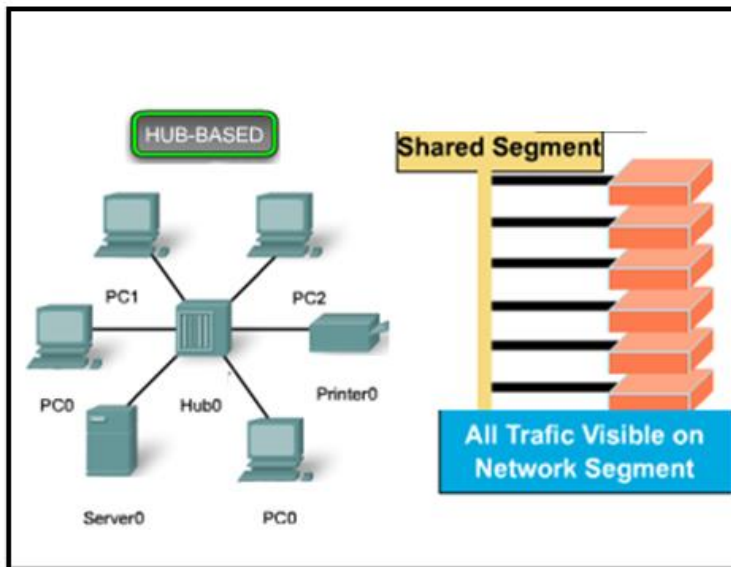 HUB-BASED
PC1
PC2
PC0
Hub0
Printer0
Server0
PC0
Shared Segment
All Trafic Visible on
Network Segment